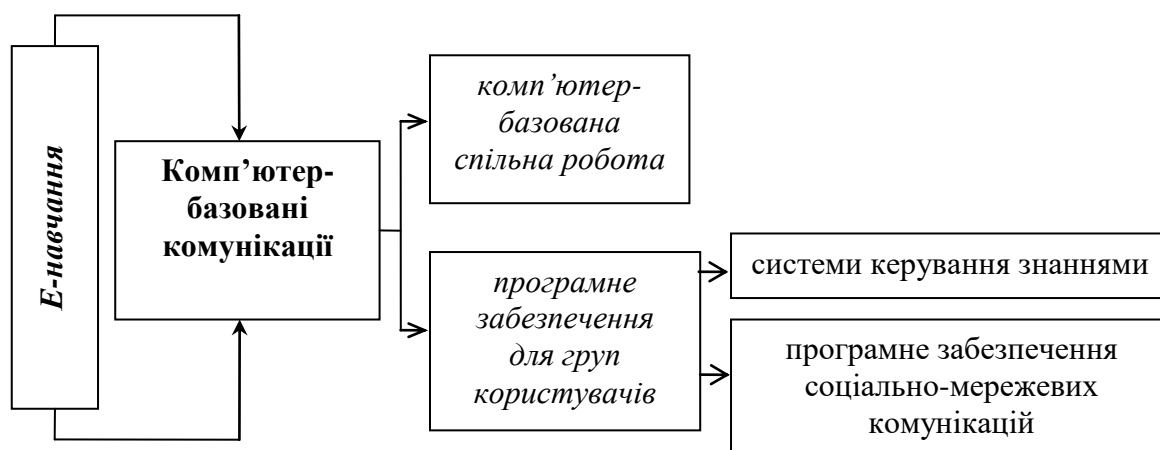 Е-навчання
Комп’ютер-
базовані
комунікації
комп’ютер-
базована
спільна робота
програмне
забезпечення
для груп
користувачів
системи керування знаннями
програмне забезпечення
соціально-мережевих
комунікацій